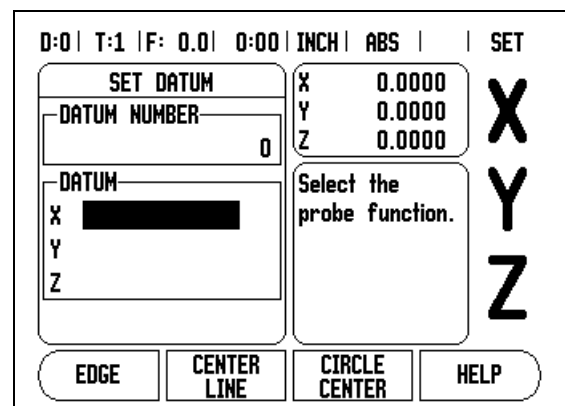 D:0 | T:1 | F: 0.0 | 0:00 | INCH | ABS | | SET
SET DATUM
DATUM NUMBER
0
DATUM
X
Y
Z
X 0.0000
Y 0.0000
Z 0.0000
Select the
probe function.
X
Y
Z
EDGE
CENTER
LINE
CIRCLE
CENTER
HELP